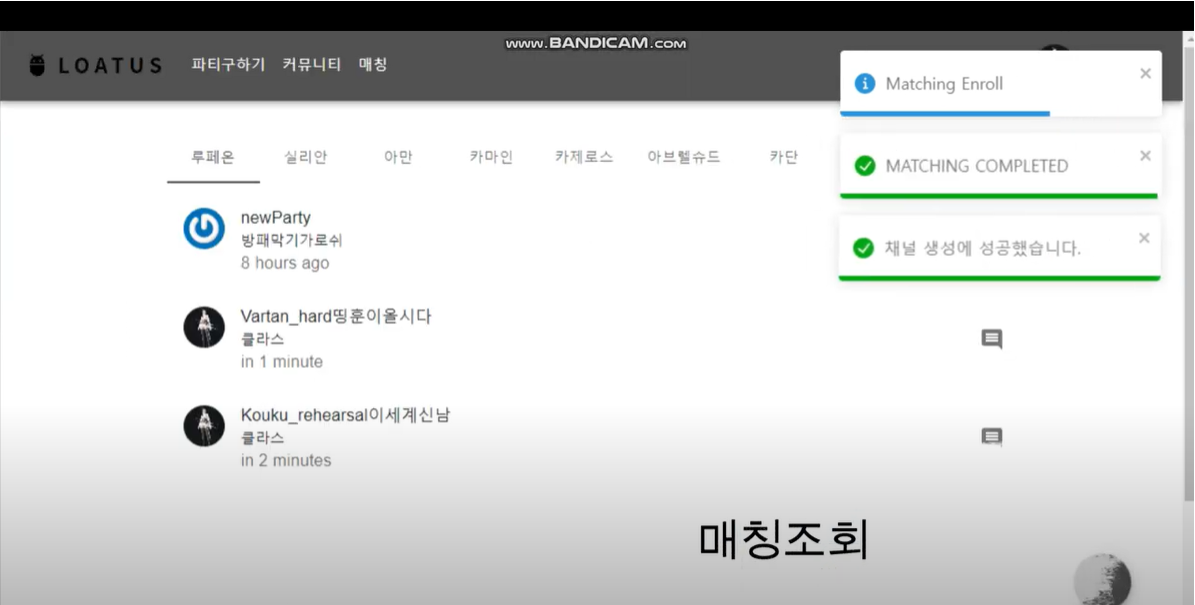 www.BANDICAM.com
LOATUS 파티구하기 커뮤니티 매칭
Matching Enroll
MATCHING COMPLETED
채널 생성에 성공했습니다.
루페온 실리안 아만 카마인 카제로스 아브렐슈드 카단
newParty
방패막기가로쉬
8 hours ago
Vartan_hard띵훈이올시다
클라스
in 1 minute
Kouku_rehearsal이세계신남
클라스
in 2 minutes
매칭조회